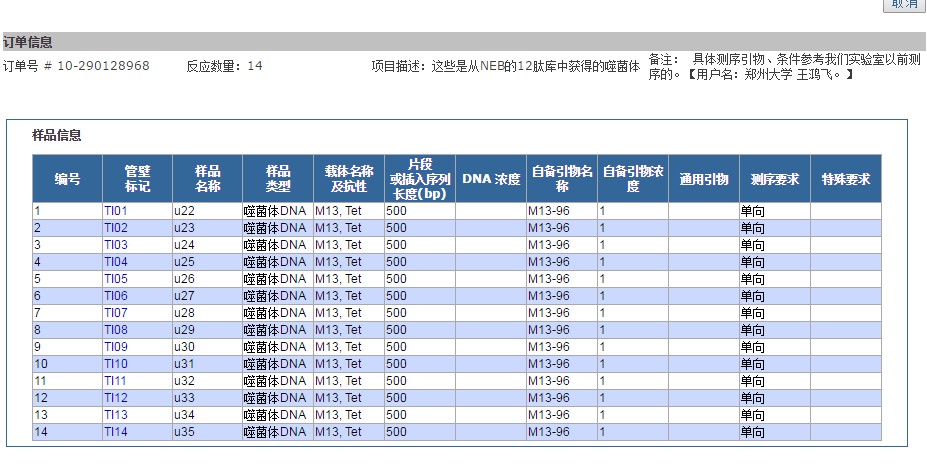 取消
订单信息
订单号 # 10-290128968 反应数量：14 项目描述：这些是从NEB的12肽库中获得的噬菌体 备注： 具体测序引物、条件参考我们实验室以前测
序的。【用户名：郑州大学 王鸿飞。】
样品信息
编号 管壁标记 样品名称 样品类型 载体名称及抗性 片段或插入序列长度(bp) DNA 浓度 自备引物名称 自备引物浓度 通用引物 测序要求 特殊要求
1 TI01 u22 噬菌体DNA M13, Tet 500 M13-96 1 单向
2 TI02 u23 噬菌体DNA M13, Tet 500 M13-96 1 单向
3 TI03 u24 噬菌体DNA M13, Tet 500 M13-96 1 单向
4 TI04 u25 噬菌体DNA M13, Tet 500 M13-96 1 单向
5 TI05 u26 噬菌体DNA M13, Tet 500 M13-96 1 单向
6 TI06 u27 噬菌体DNA M13, Tet 500 M13-96 1 单向
7 TI07 u28 噬菌体DNA M13, Tet 500 M13-96 1 单向
8 TI08 u29 噬菌体DNA M13, Tet 500 M13-96 1 单向
9 TI09 u30 噬菌体DNA M13, Tet 500 M13-96 1 单向
10 TI10 u31 噬菌体DNA M13, Tet 500 M13-96 1 单向
11 TI11 u32 噬菌体DNA M13, Tet 500 M13-96 1 单向
12 TI12 u33 噬菌体DNA M13, Tet 500 M13-96 1 单向
13 TI13 u34 噬菌体DNA M13, Tet 500 M13-96 1 单向
14 TI14 u35 噬菌体DNA M13, Tet 500 M13-96 1 单向